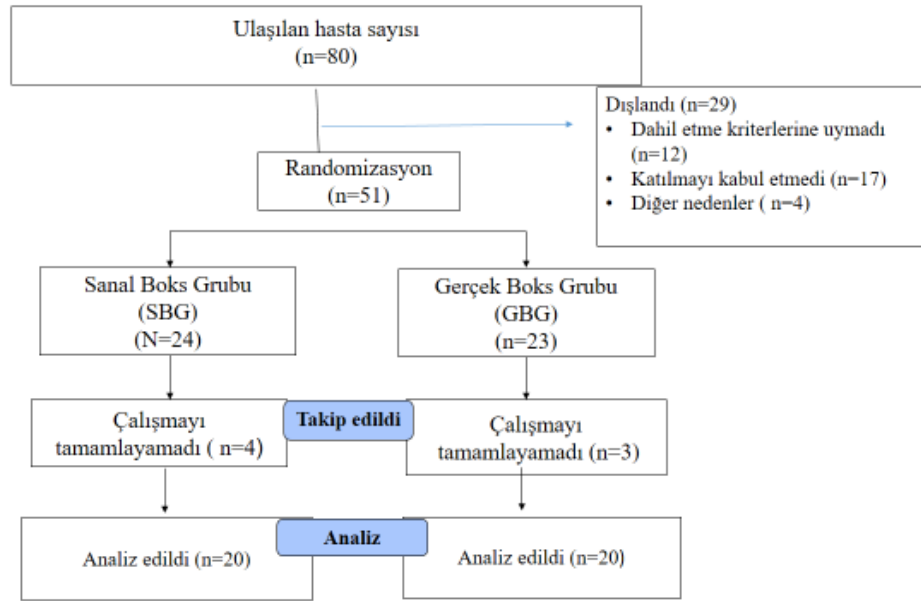 Ulaşılan hasta sayısı
(n=80)
Dışlandı (n=29)
• Dahil etme kriterlerine uymadı
(n=12)
• Katılmayı kabul etmedi (n=17)
• Diğer nedenler ( n=4)
Randomizasyon
(n=51)
Sanal Boks Grubu
(SBG)
(N=24)
Gerçek Boks Grubu
(GBG)
(n=23)
Çalışmayı
tamamlayamadı ( n=4)
Takip edildi
Çalışmayı
tamamlayamadı (n=3)
Analiz edildi (n=20)
Analiz
Analiz edildi (n=20)